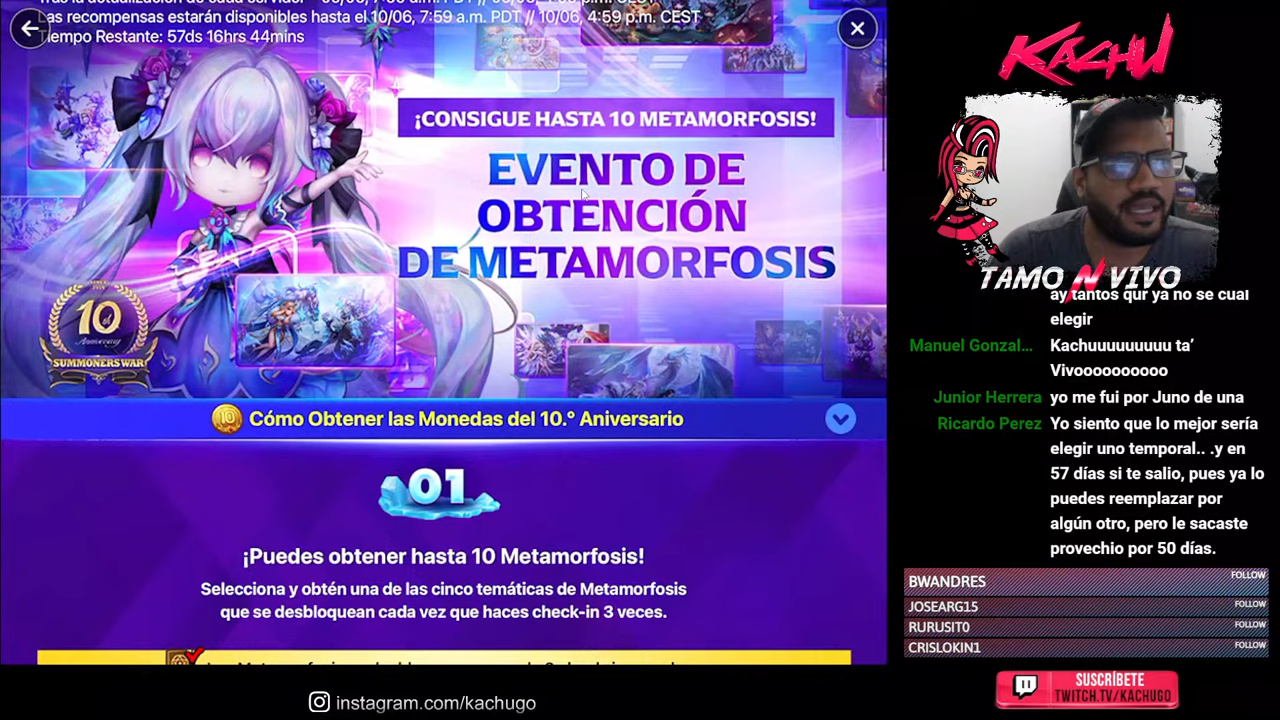 Las recompensas estarán disponibles hasta el 10/06, 7:59 a.m. PDT // 10/06, 4:59 p.m. CEST
Tiempo Restante: 57ds 16hrs 44mins
¡CONSIGUE HASTA 10 METAMORFOSIS!
EVENTO DE
OBTENCIÓN
DE METAMORFOSIS
10
Anniversary
SUMMONERS WAR
10
Cómo Obtener las Monedas del 10.º Aniversario
01
¡Puedes obtener hasta 10 Metamorfosis!
Selecciona y obtén una de las cinco temáticas de Metamorfosis
que se desbloquean cada vez que haces check-in 3 veces.
instagram.com/kachugo
KACHU
TAMO N VIVO
ay tantos qur ya no se cual
elegir
Manuel Gonzal... Kachuuuuuuuuu ta'
Vivoooooooooo
Junior Herrera yo me fui por Juno de una
Ricardo Perez Yo siento que lo mejor sería
elegir uno temporal.. .y en
57 días si te salio, pues ya lo
puedes reemplazar por
algún otro, pero le sacaste
provechio por 50 días.
BWANDRES FOLLOW
JOSEARG15 FOLLOW
RURUSIT0 FOLLOW
CRISLOKIN1 FOLLOW
SUSCRÍBETE
TWITCH.TV/KACHUGO